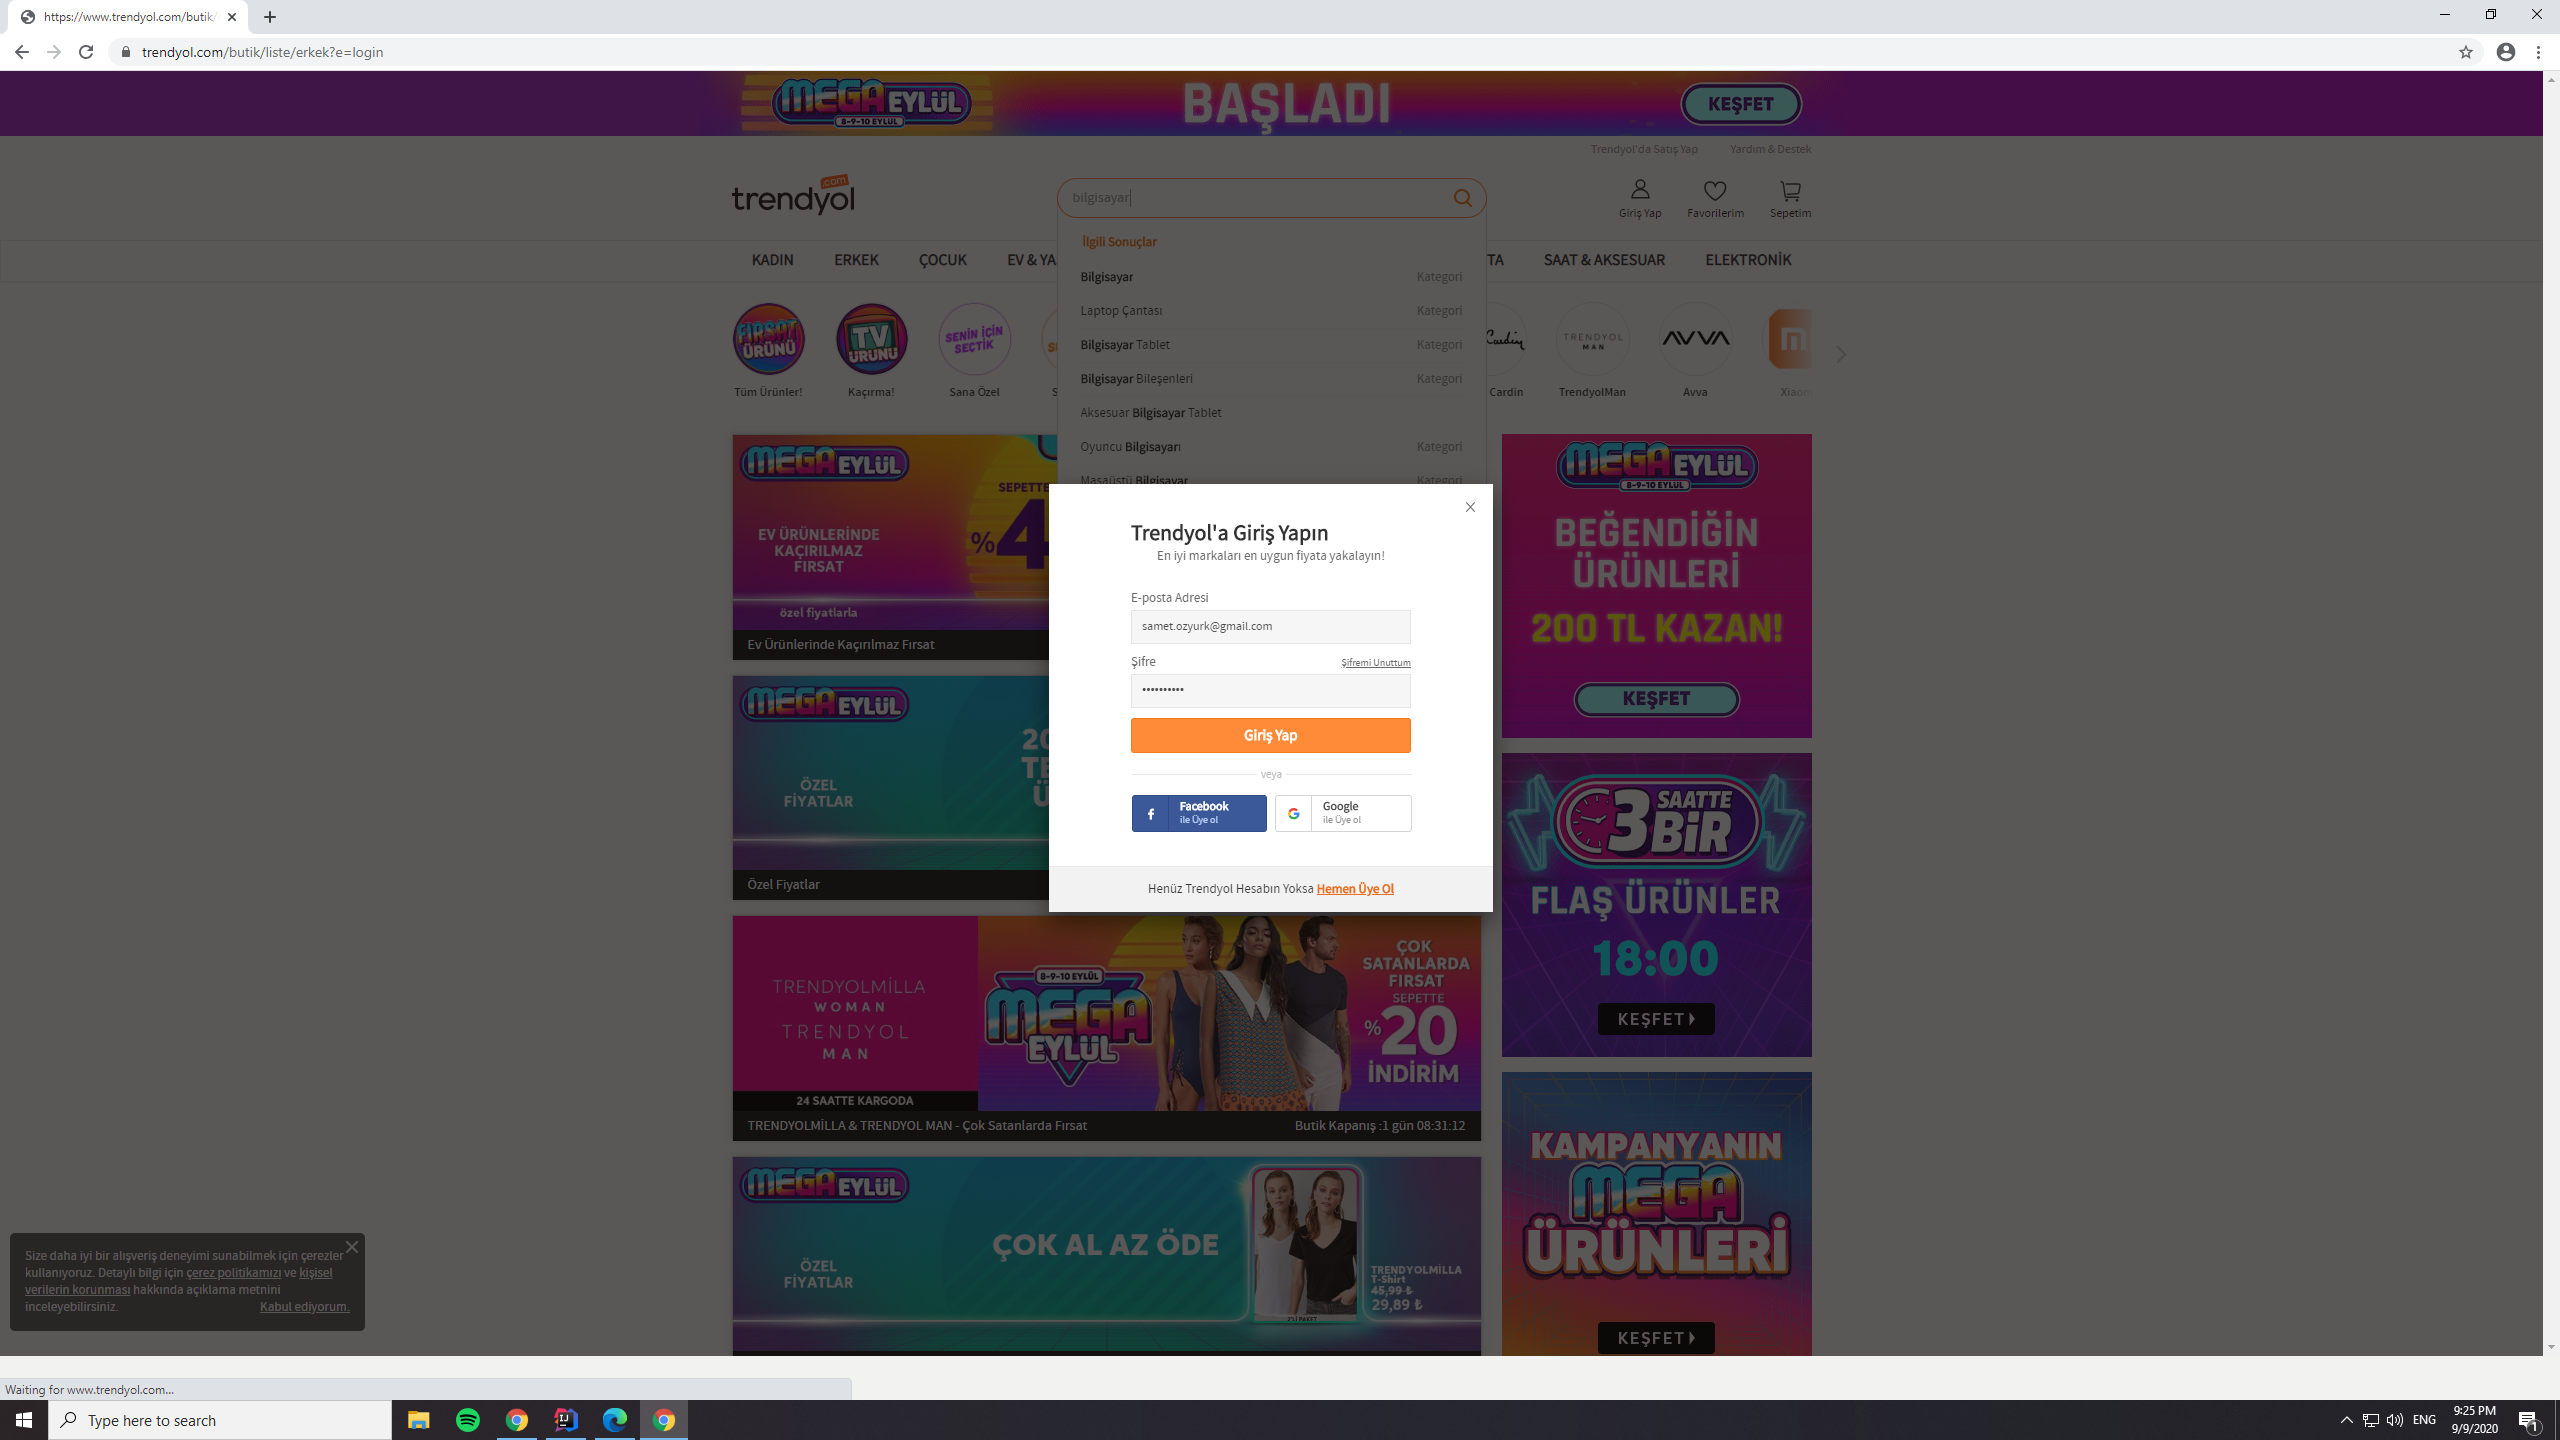 https://www.trendyol.com/butik/
trendyol.com/butik/liste/erkek?e=login
MEGA EYLÜL
8-9-10 EYLÜL
BAŞLADI
KEŞFET
Trendyol'da Satış Yap
Yardım & Destek
trendyol
.com
bilgisayar
Giriş Yap
Favorilerim
Sepetim
KADIN
ERKEK
ÇOCUK
EV & YA
TA
SAAT & AKSESUAR
ELEKTRONİK
İlgili Sonuçlar
Bilgisayar Kategori
Laptop Çantası Kategori
Bilgisayar Tablet Kategori
Bilgisayar Bileşenleri Kategori
Aksesuar Bilgisayar Tablet
Oyuncu Bilgisayarı Kategori
Masaüstü Bilgisayar Kategori
FIRSAT
ÜRÜNÜ
Tüm Ürünler!
TV
ÜRÜNÜ
Kaçırma!
SENİN İÇİN
SEÇTİK
Sana Özel
Cardin
Cardin
TRENDYOL
MAN
TrendyolMan
AVVA
Avva
Xiaom
MEGA EYLÜL
EV ÜRÜNLERİNDE
KAÇIRILMAZ
FIRSAT
özel fiyatlarla
SEPETTE
%4
Ev Ürünlerinde Kaçırılmaz Fırsat
MEGA EYLÜL
ÖZEL
FİYATLAR
20
TE
Ü
Özel Fiyatlar
Trendyol'a Giriş Yapın
En iyi markaları en uygun fiyata yakalayın!
E-posta Adresi
samet.ozyurk@gmail.com
Şifre
Şifremi Unuttum
••••••••••
Giriş Yap
veya
Facebook
ile Üye ol
Google
ile Üye ol
Henüz Trendyol Hesabın Yoksa Hemen Üye Ol
MEGA EYLÜL
8-9-10 EYLÜL
BEĞENDİĞİN
ÜRÜNLERİ
200 TL KAZAN!
KEŞFET
3 SAATTE
BİR
FLAŞ ÜRÜNLER
18:00
KEŞFET
TRENDYOLMİLLA
WOMAN
TRENDYOL
MAN
24 SAATTE KARGODA
8-9-10 EYLÜL
MEGA
EYLÜL
ÇOK
SATANLARDA
FIRSAT
SEPETTE
%20
İNDİRİM
TRENDYOLMİLLA & TRENDYOL MAN - Çok Satanlarda Fırsat
Butik Kapanış :1 gün 08:31:12
MEGA EYLÜL
ÖZEL
FİYATLAR
ÇOK AL AZ ÖDE
2'Lİ PAKET
TRENDYOLMILLA
T-Shirt
45,99 ₺
29,89 ₺
KAMPANYANIN
MEGA
ÜRÜNLERİ
KEŞFET
Size daha iyi bir alışveriş deneyimi sunabilmek için çerezler
kullanıyoruz. Detaylı bilgi için çerez politikamızı ve kişisel
verilerin korunması hakkında açıklama metnini
inceleyebilirsiniz. Kabul ediyorum.
Waiting for www.trendyol.com...
Type here to search
ENG
9:25 PM
9/9/2020
1